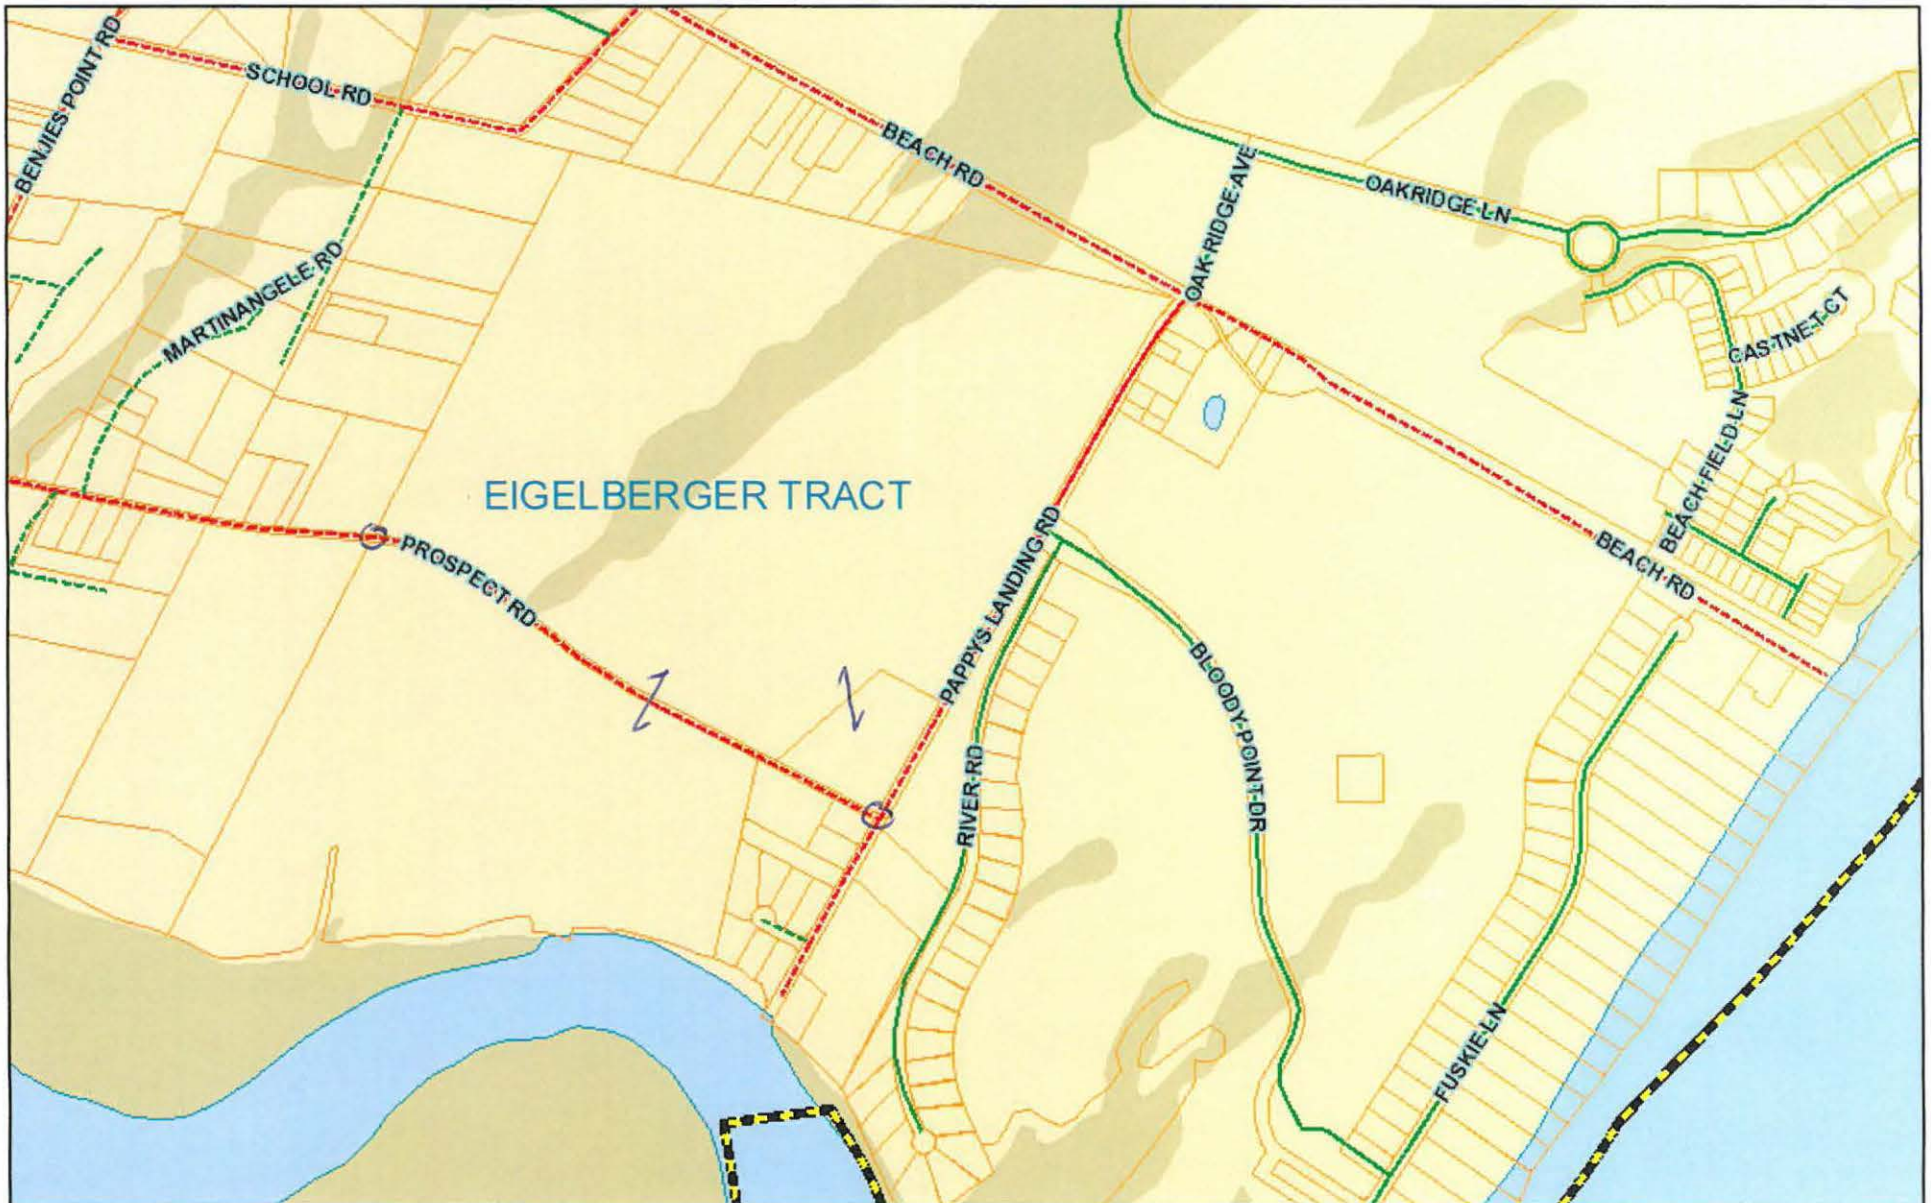 BENJIES POINT RD
SCHOOL RD
BEACH RD
OAK RIDGE AVE
OAKRIDGE LN
MARTINANGELE RD
CASTNET CT
BEACH FIELD LN
EIGELBERGER TRACT
PROSPECT RD
PAPPYS LANDING RD
BEACH RD
BLOODY POINT DR
RIVER RD
FUSKIE LN